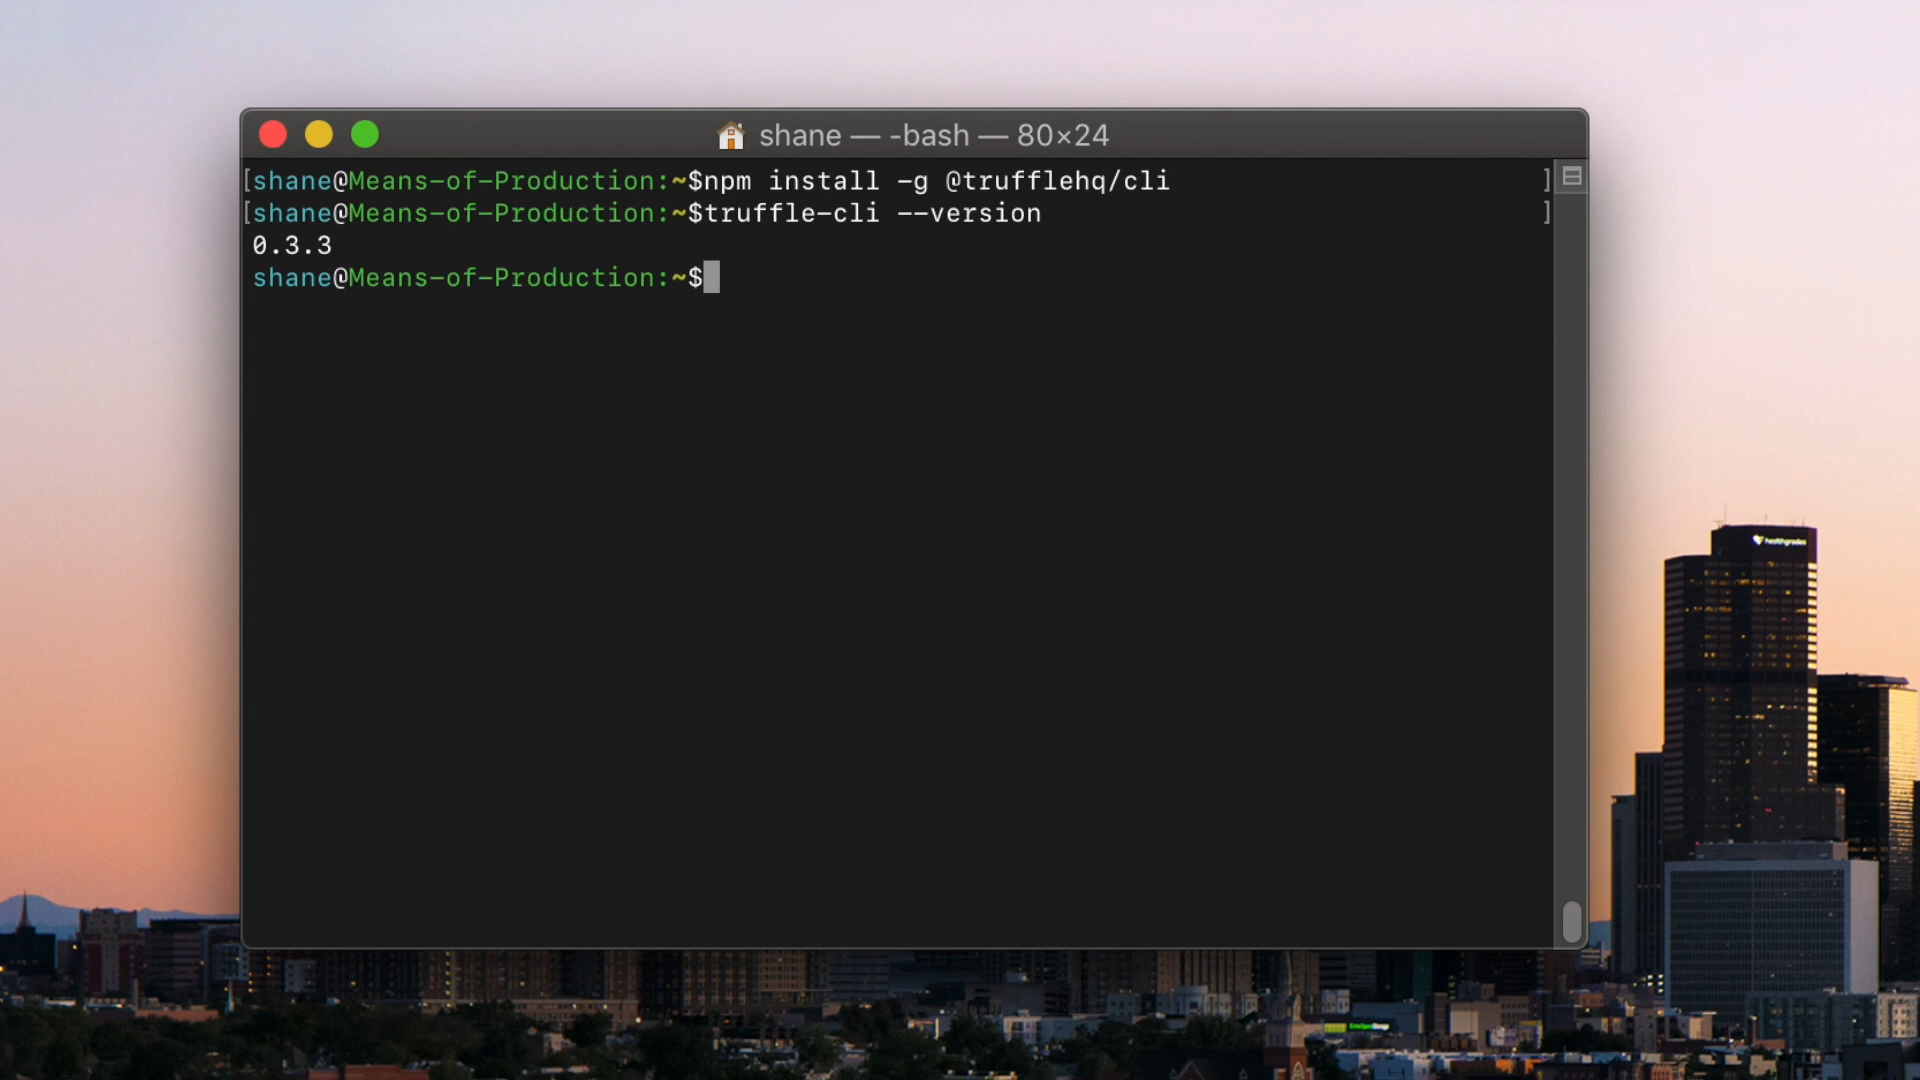 shane — -bash — 80×24
[shane@Means-of-Production:~$npm install -g @trufflehq/cli ]
[shane@Means-of-Production:~$truffle-cli --version ]
0.3.3
shane@Means-of-Production:~$
healthgrades